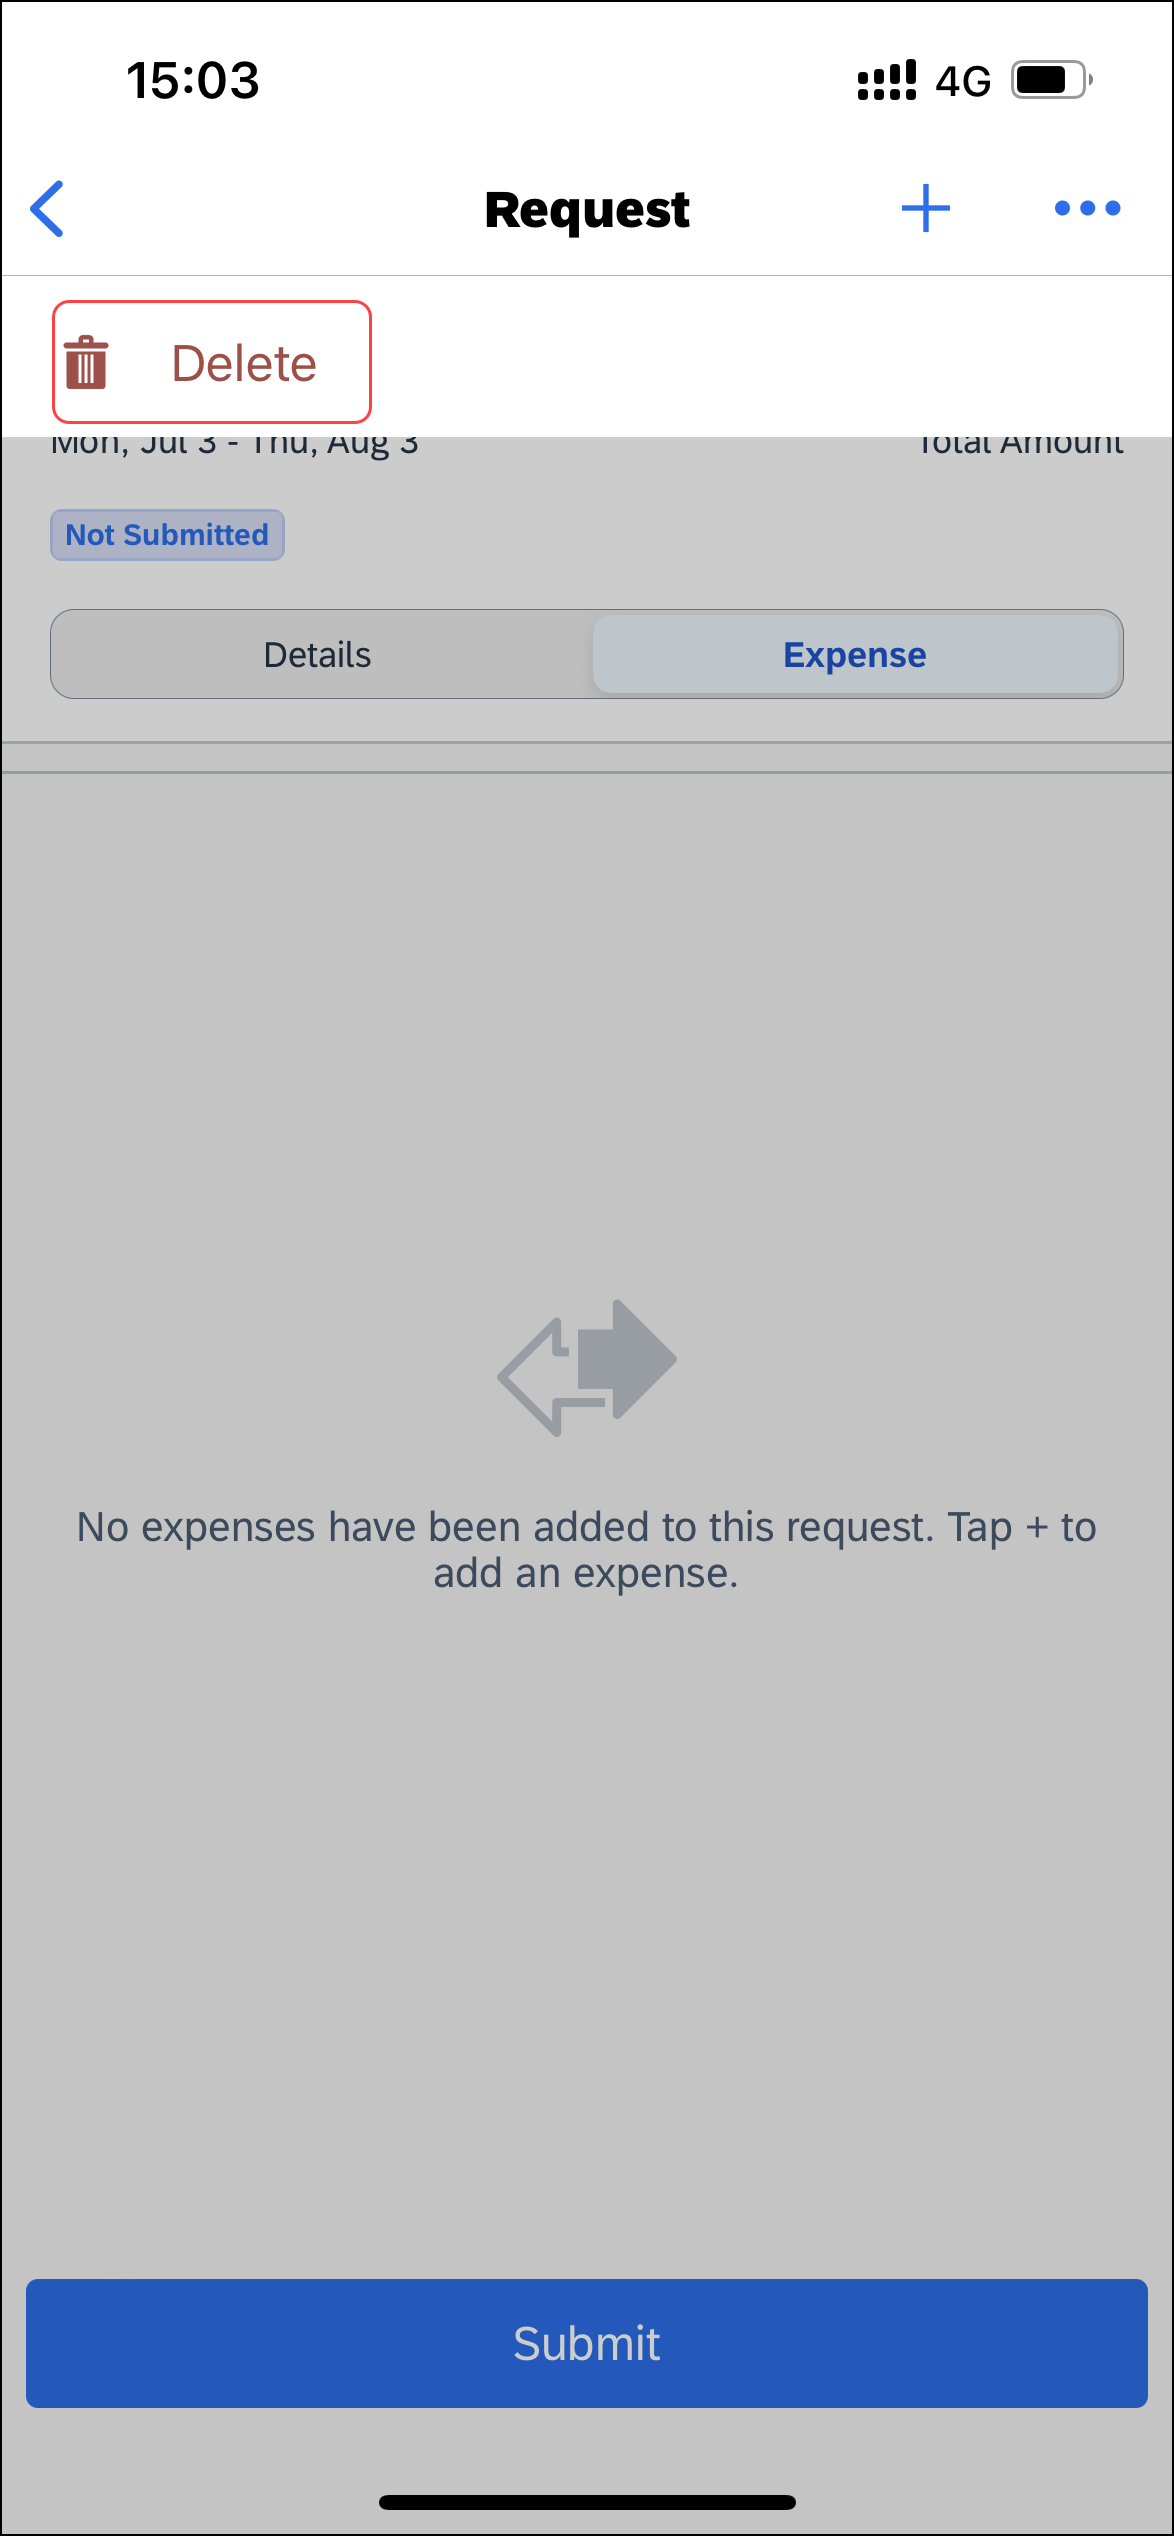 15:03
4G
Request
Delete
Mon, Jul 3 - Thu, Aug 3
Total Amount
Not Submitted
Details
Expense
No expenses have been added to this request. Tap + to
add an expense.
Submit